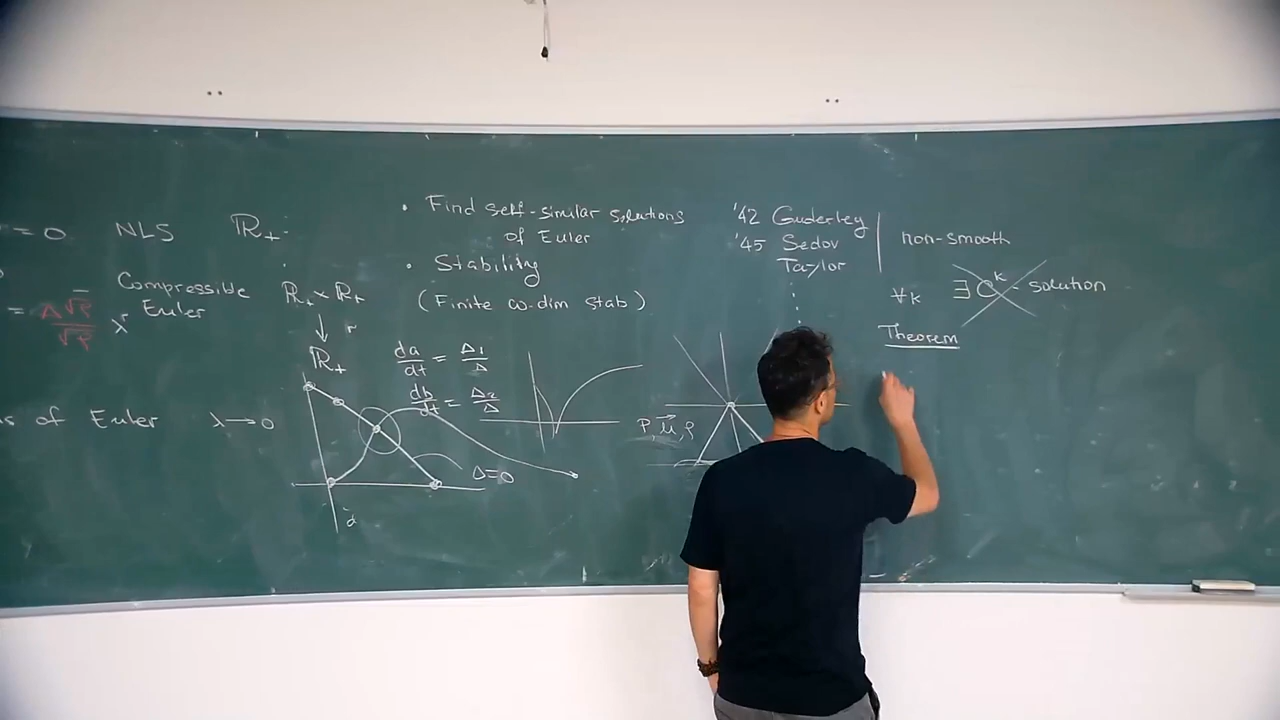 = 0 NLS ℝ₊
Compressible
Euler
= Δ√ρ / √ρ λ
ℝ₊ × ℝ₊
↓ r
ℝ₊
s of Euler λ → 0
• Find self-similar solutions
of Euler
• Stability
(Finite co-dim stab)
da/dt = Δ₁/Δ
db/dt = Δ₂/Δ
Δ=0
'42 Guderley
'45 Sedov
Taylor
non-smooth
∀k ∃ Cᵏ - solution
Theorem